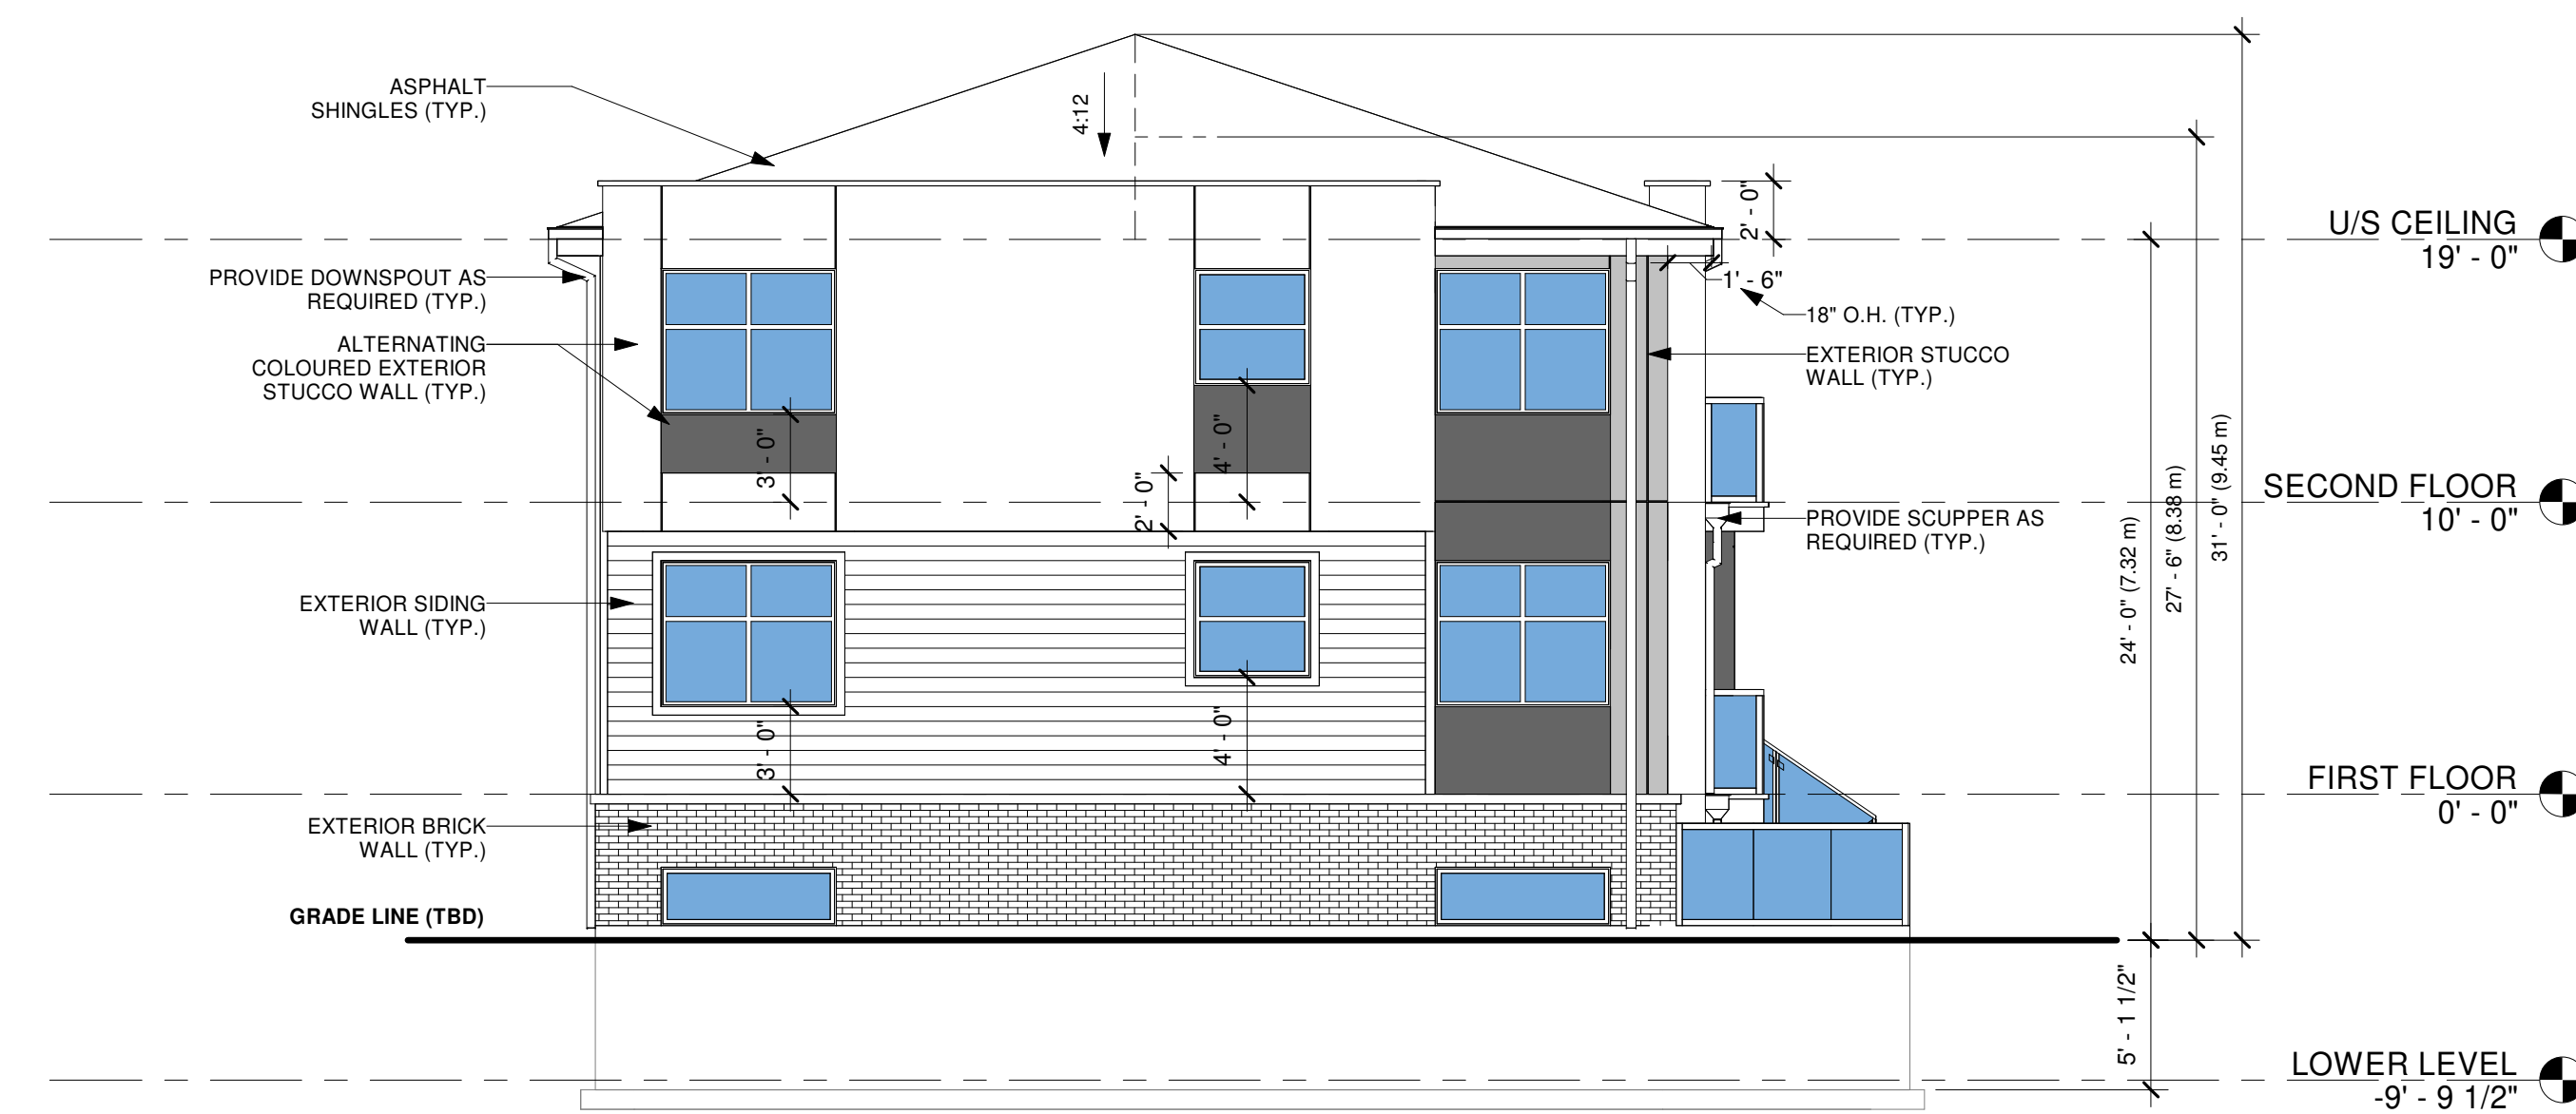 ASPHALT
SHINGLES (TYP.)
4:12
2' - 0"
U/S CEILING
19' - 0"
PROVIDE DOWNSPOUT AS
REQUIRED (TYP.)
1' - 6"
18" O.H. (TYP.)
ALTERNATING
COLOURED EXTERIOR
STUCCO WALL (TYP.)
EXTERIOR STUCCO
WALL (TYP.)
3' - 0"
4' - 0"
2' - 0"
SECOND FLOOR
10' - 0"
PROVIDE SCUPPER AS
REQUIRED (TYP.)
24' - 0" (7.32 m)
27' - 6" (8.38 m)
31' - 0" (9.45 m)
EXTERIOR SIDING
WALL (TYP.)
3' - 0"
4' - 0"
FIRST FLOOR
0' - 0"
EXTERIOR BRICK
WALL (TYP.)
GRADE LINE (TBD)
5' - 1 1/2"
LOWER LEVEL
-9' - 9 1/2"